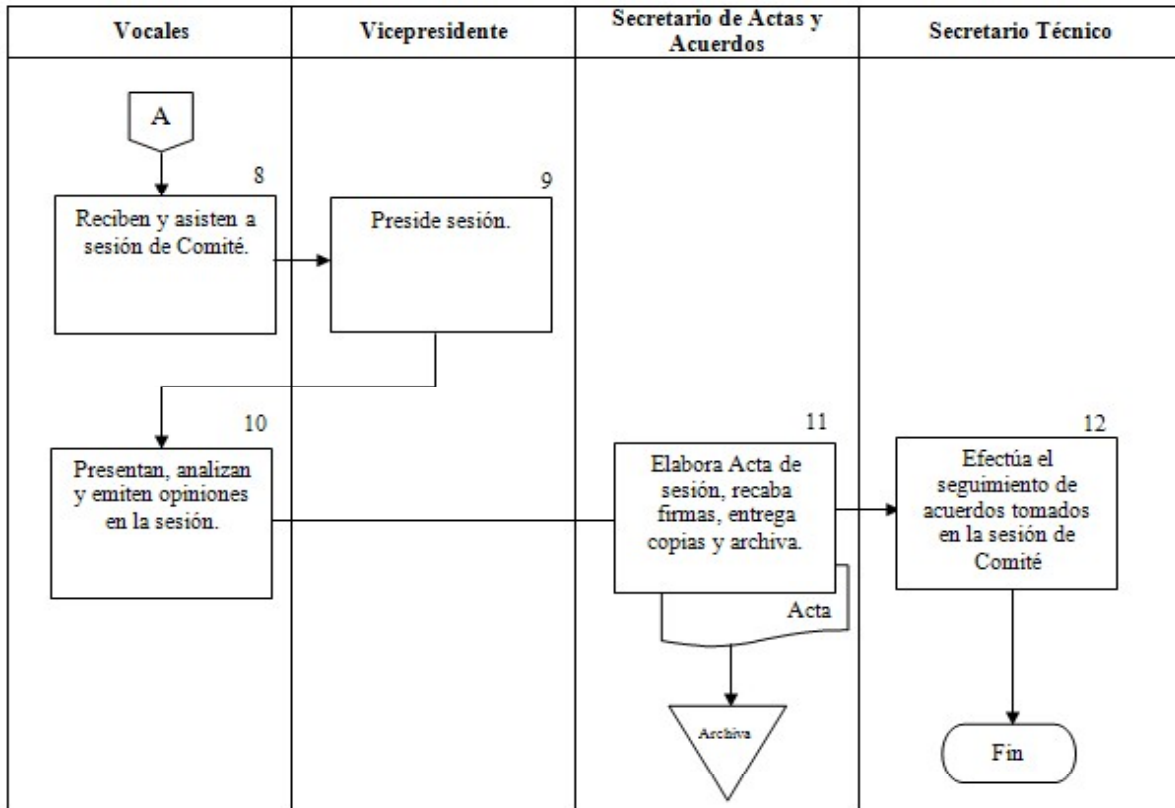 Vocales
Vicepresidente
Secretario de Actas y
Acuerdos
Secretario Técnico
A
8
Reciben y asisten a
sesión de Comité.
9
Preside sesión.
10
Presentan, analizan
y emiten opiniones
en la sesión.
11
Elabora Acta de
sesión, recaba
firmas, entrega
copias y archiva.
Acta
Archiva
12
Efectúa el
seguimiento de
acuerdos tomados
en la sesión de
Comité
Fin